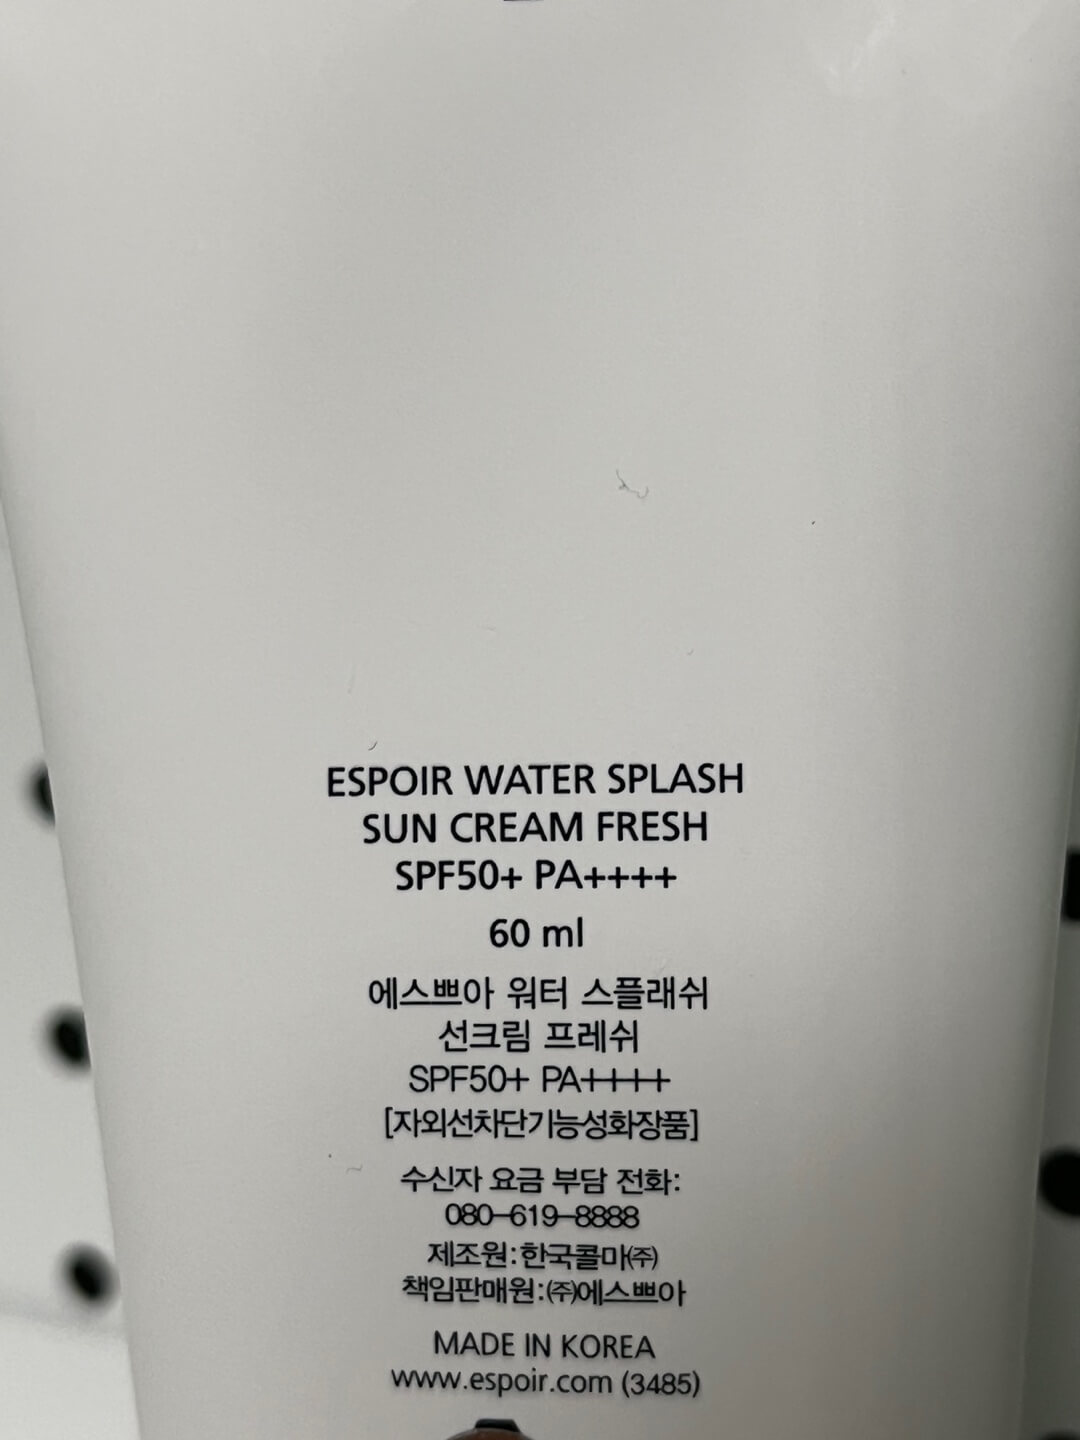 ESPOIR WATER SPLASH
SUN CREAM FRESH
SPF50+ PA++++
60 ml
에스쁘아 워터 스플래쉬
선크림 프레쉬
SPF50+ PA++++
[자외선차단기능성화장품]
수신자 요금 부담 전화:
080-619-8888
제조원:한국콜마㈜
책임판매원:㈜에스쁘아
MADE IN KOREA
www.espoir.com (3485)